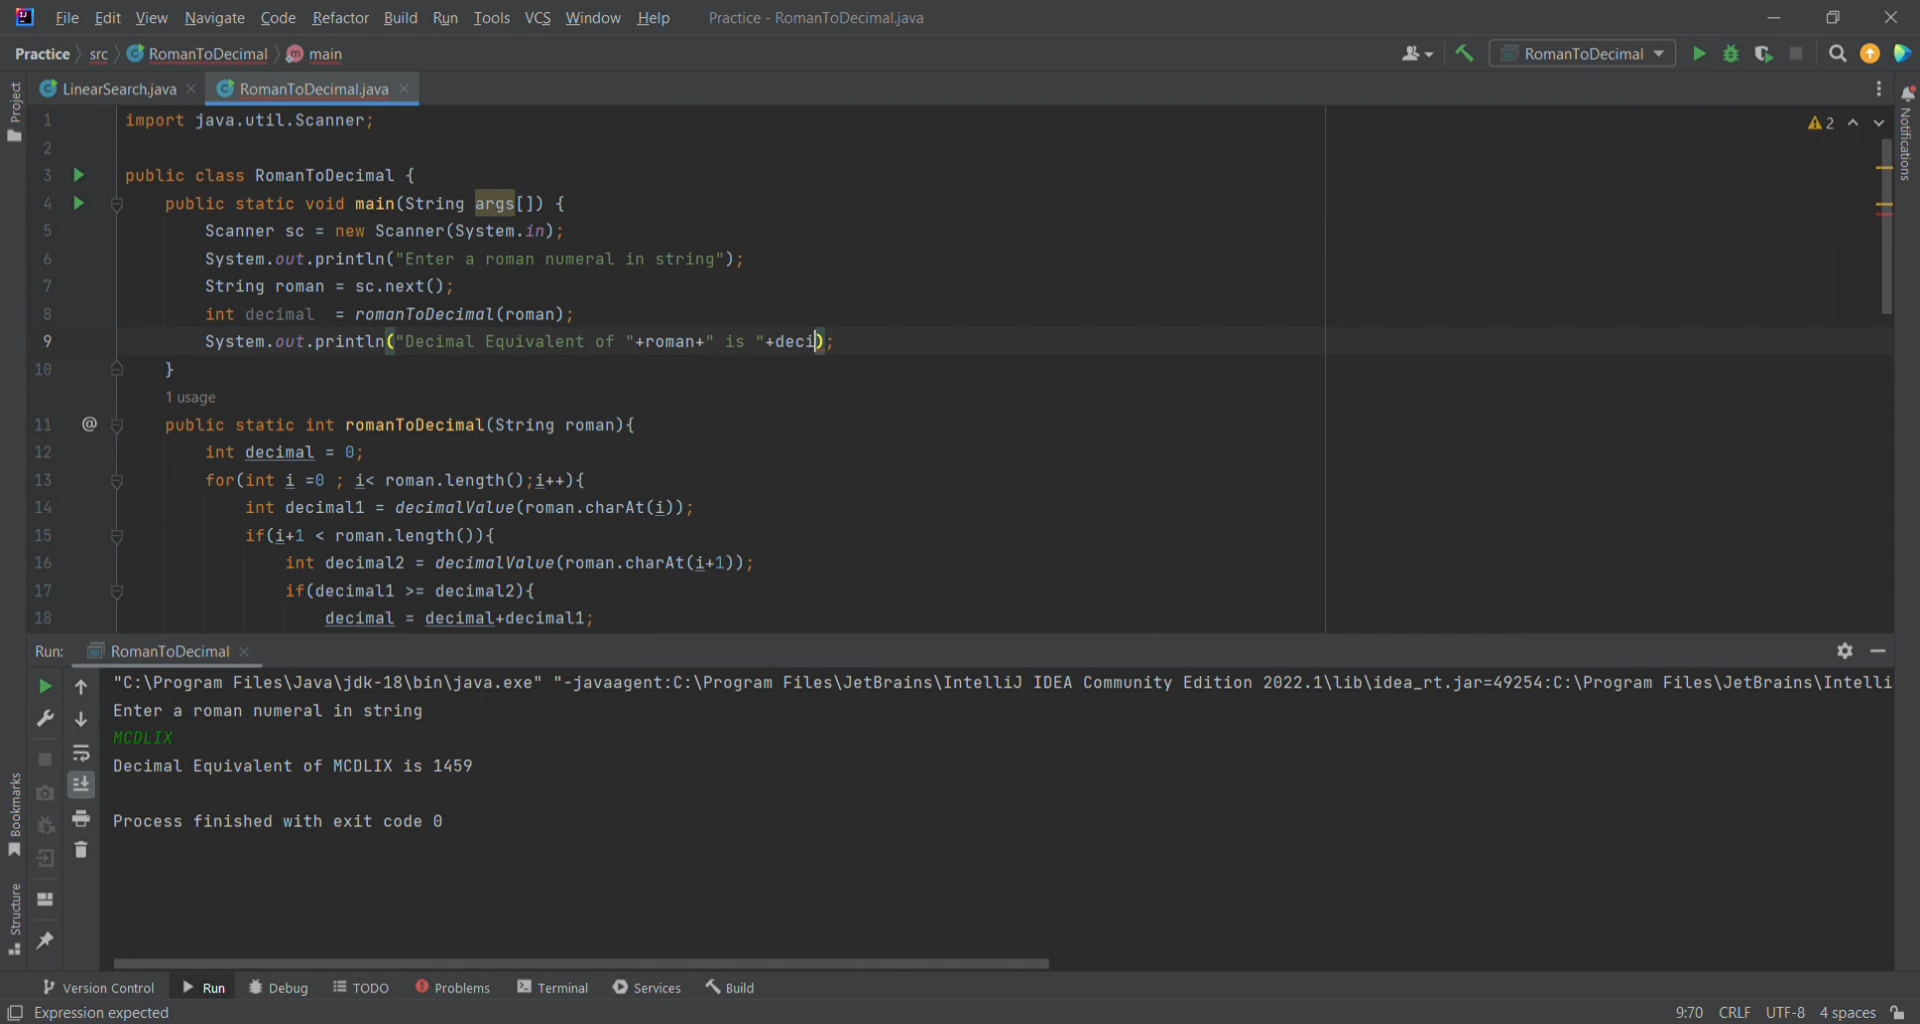 File Edit View Navigate Code Refactor Build Run Tools VCS Window Help Practice - RomanToDecimal.java
Practice src RomanToDecimal main RomanToDecimal
LinearSearch.java RomanToDecimal.java
Project
Notifications
2
1 import java.util.Scanner;
2
3 public class RomanToDecimal {
4 public static void main(String args[]) {
5 Scanner sc = new Scanner(System.in);
6 System.out.println("Enter a roman numeral in string");
7 String roman = sc.next();
8 int decimal  = romanToDecimal(roman);
9 System.out.println("Decimal Equivalent of "+roman+" is "+deci);
10 }
1 usage
11 @ public static int romanToDecimal(String roman){
12 int decimal = 0;
13 for(int i =0 ; i< roman.length();i++){
14 int decimal1 = decimalValue(roman.charAt(i));
15 if(i+1 < roman.length()){
16 int decimal2 = decimalValue(roman.charAt(i+1));
17 if(decimal1 >= decimal2){
18 decimal = decimal+decimal1;
Run: RomanToDecimal
"C:\Program Files\Java\jdk-18\bin\java.exe" "-javaagent:C:\Program Files\JetBrains\IntelliJ IDEA Community Edition 2022.1\lib\idea_rt.jar=49254:C:\Program Files\JetBrains\Intelli
Enter a roman numeral in string
MCDLIX
Decimal Equivalent of MCDLIX is 1459
Process finished with exit code 0
Bookmarks
Structure
Version Control Run Debug TODO Problems Terminal Services Build
Expression expected 9:70 CRLF UTF-8 4 spaces